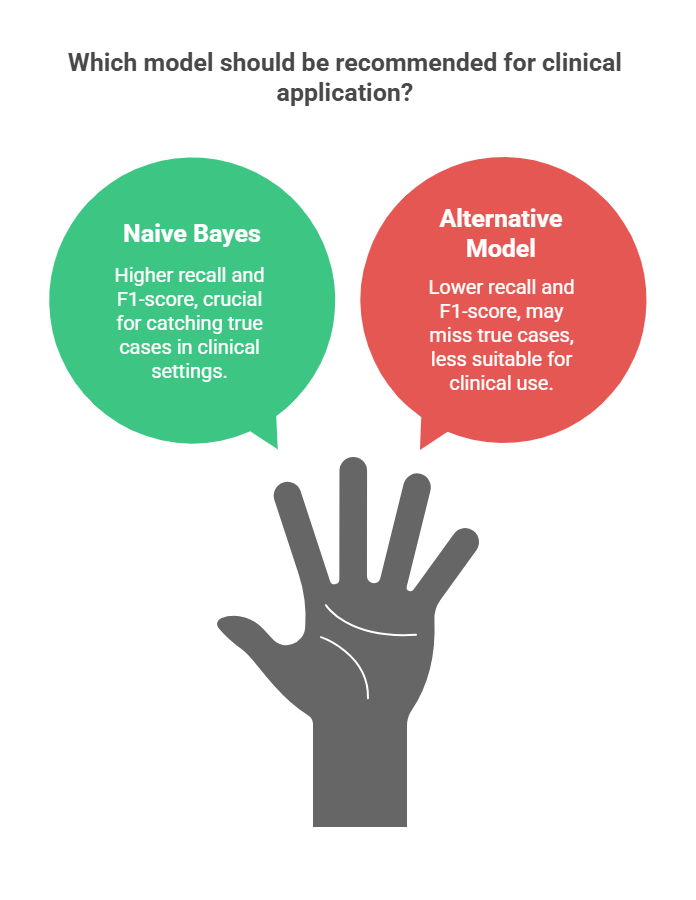 Which model should be recommended for clinical
application?
Naive Bayes
Higher recall and
F1-score, crucial
for catching true
cases in clinical
settings.
Alternative
Model
Lower recall and
F1-score, may
miss true cases,
less suitable for
clinical use.